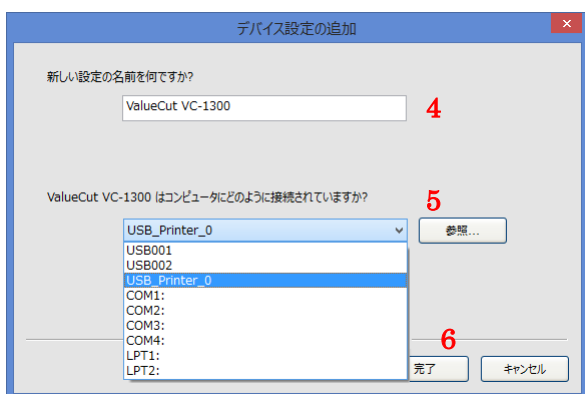 デバイス設定の追加
新しい設定の名前を何ですか?
ValueCut VC-1300
4
ValueCut VC-1300 はコンピュータにどのように接続されていますか?
5
USB_Printer_0
参照...
USB001
USB002
USB_Printer_0
COM1:
COM2:
COM3:
COM4:
LPT1:
LPT2:
6
完了
キャンセル